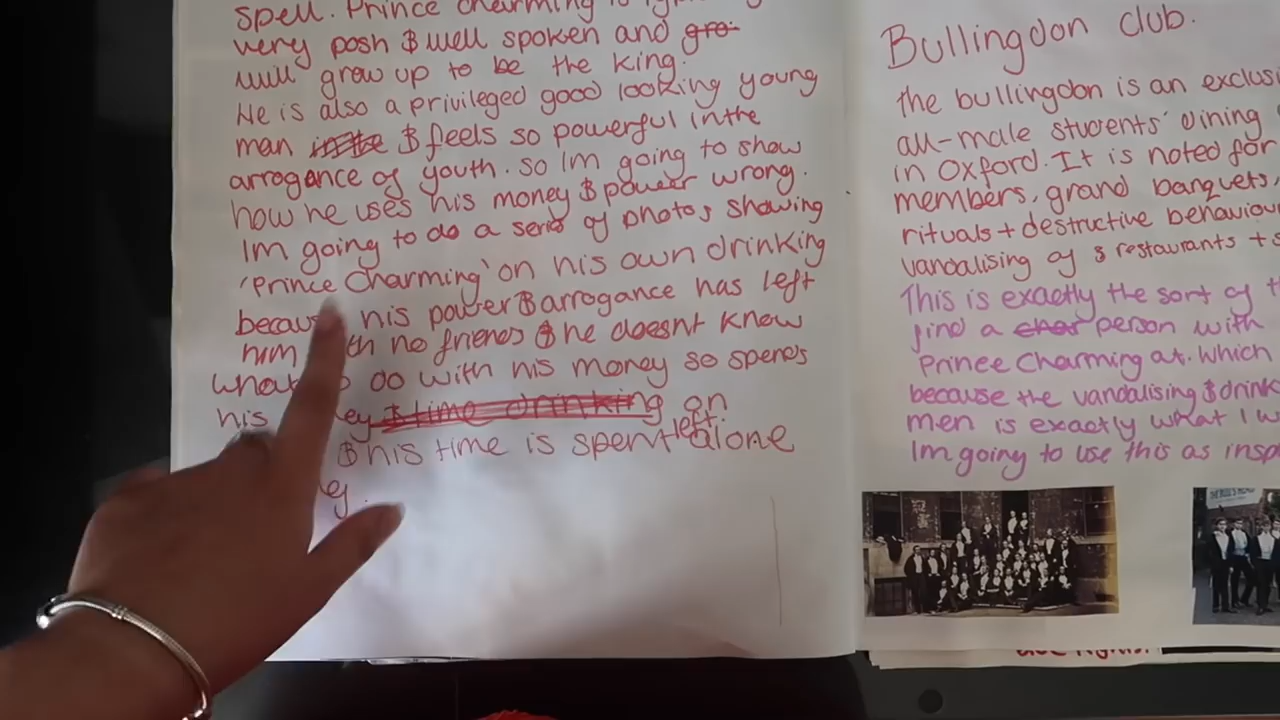 spell. Prince Charming is
very posh & well spoken and gro
will grow up to be the king.
He is also a privileged good looking young
man & feels so powerful in the
arrogance of youth. so Im going to show
how he uses his money & power wrong.
Im going to do a series of photos showing
'Prince Charming' on his own drinking
because his power & arrogance has left
him with no friends & he doesnt know
what to do with his money so spends
his & time drinking on
& his time is spent left alone
Bullingdon club.
the bullingdon is an exclusi
all-male students' dining
in Oxford. It is noted for
members, grand banquets,
rituals + destructive behaviour
vandalising of & restaurants + s
This is exactly the sort of t
find a char person with
Prince Charming at. Which
because the vandalising & drink
men is exactly what I w
Im going to use this as insp